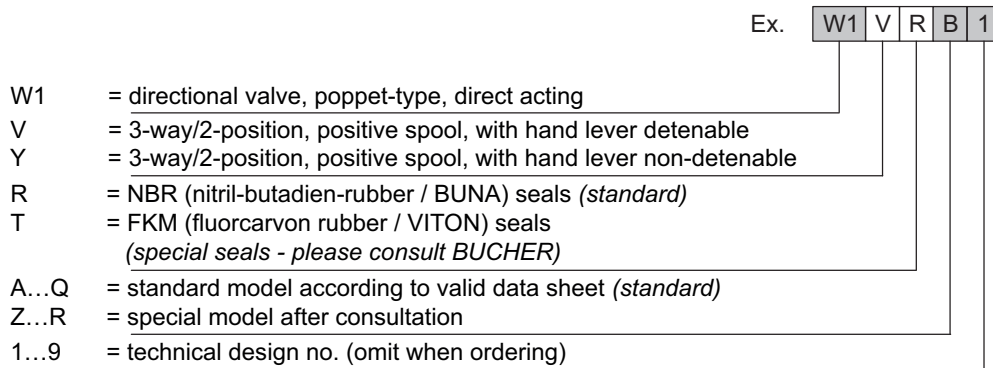 Ex. W1 V R B 1
W1 = directional valve, poppet-type, direct acting
V = 3-way/2-position, positive spool, with hand lever detenable
Y = 3-way/2-position, positive spool, with hand lever non-detenable
R = NBR (nitril-butadien-rubber / BUNA) seals (standard)
T = FKM (fluorcarvon rubber / VITON) seals
(special seals - please consult BUCHER)
A…Q = standard model according to valid data sheet (standard)
Z…R = special model after consultation
1…9 = technical design no. (omit when ordering)